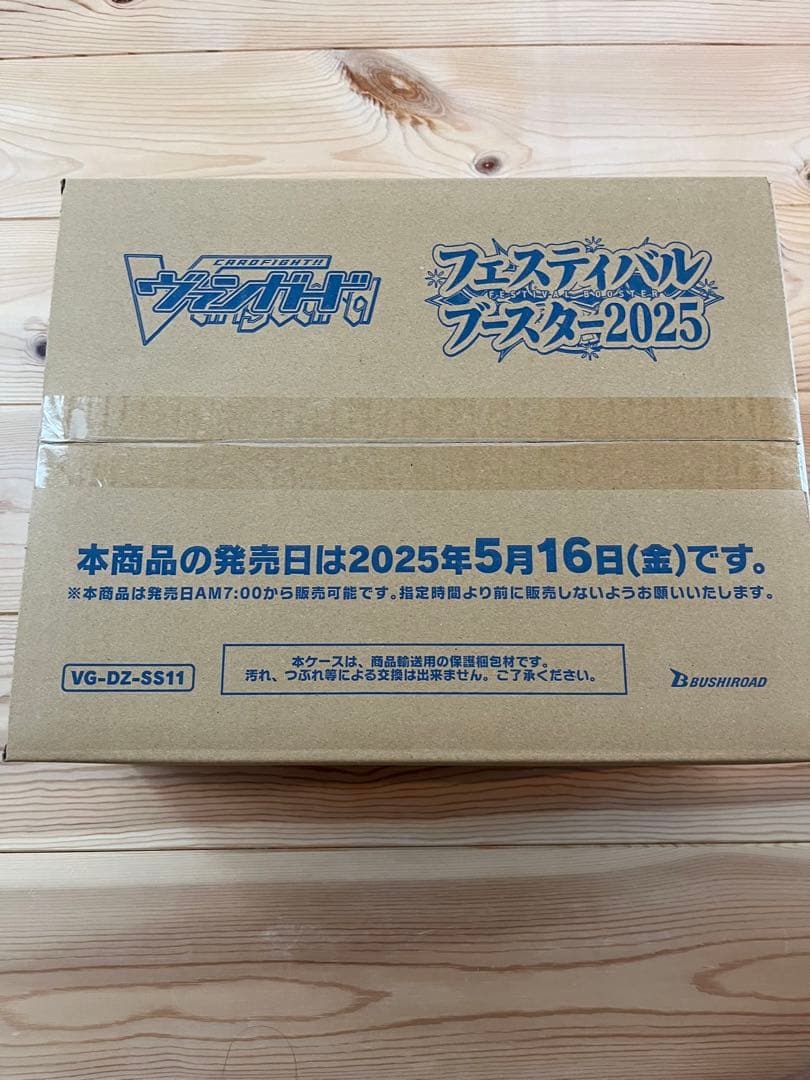 CARDFIGHT!!
ヴァンガード
フェスティバル
FESTIVAL BOOSTER
ブースター2025
本商品の発売日は2025年5月16日(金)です。
※本商品は発売日AM7:00から販売可能です。指定時間より前に販売しないようお願いいたします。
VG-DZ-SS11
本ケースは、商品輸送用の保護梱包材です。
汚れ、つぶれ等による交換は出来ません。ご了承ください。
BUSHIROAD